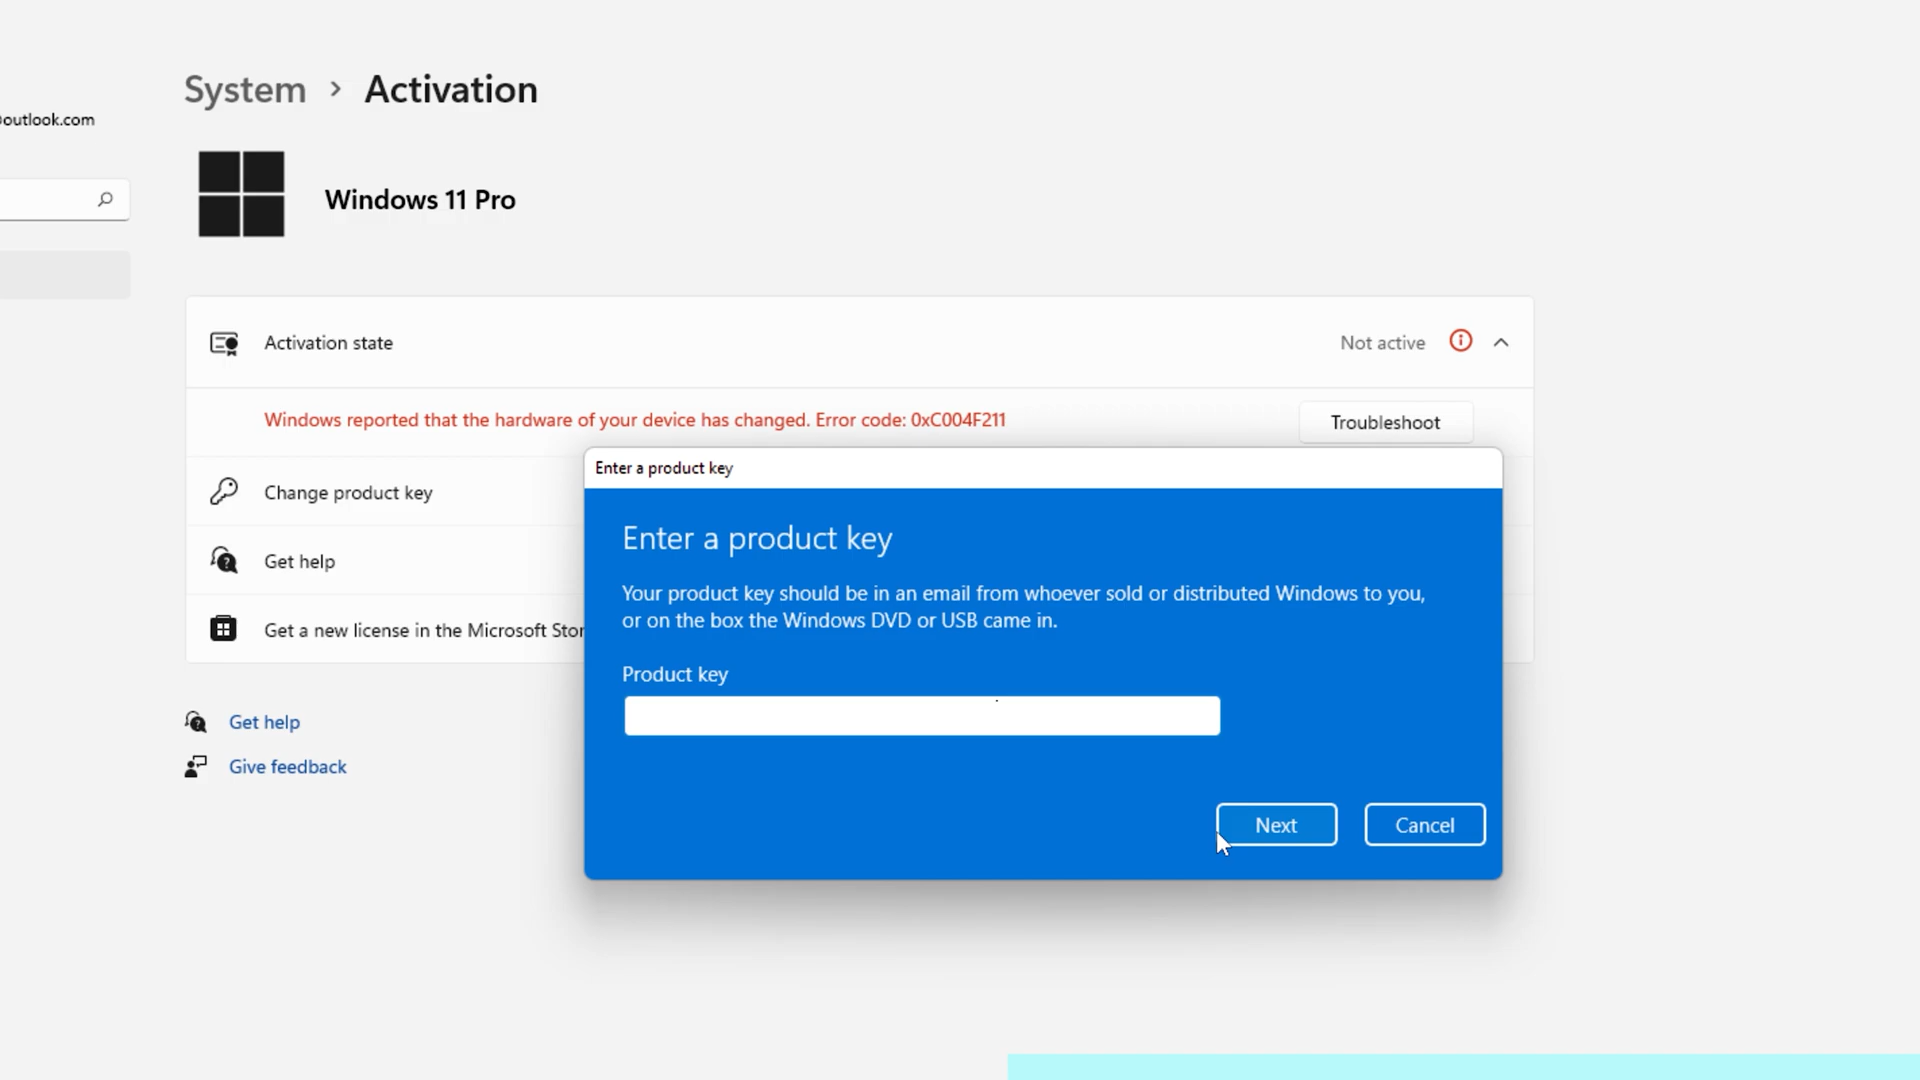 System > Activation
outlook.com
Windows 11 Pro
Activation state
Not active
Windows reported that the hardware of your device has changed. Error code: 0xC004F211
Troubleshoot
Enter a product key
Change product key
Enter a product key
Get help
Your product key should be in an email from whoever sold or distributed Windows to you,
or on the box the Windows DVD or USB came in.
Get a new license in the Microsoft Stor
Product key
Get help
Give feedback
Next
Cancel